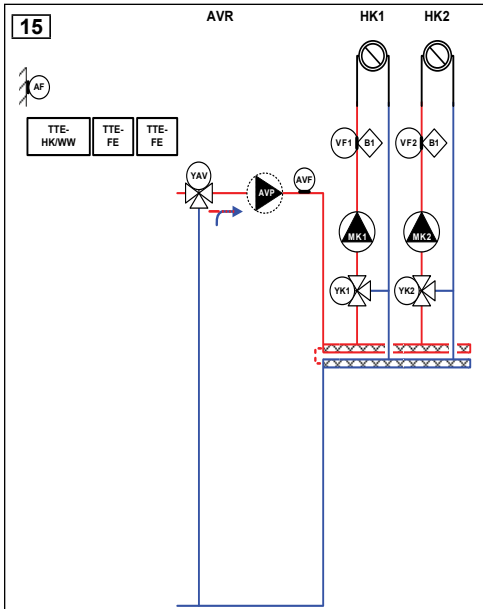 15
AVR
HK1
HK2
AF
TTE-
HK/WW
TTE-
FE
TTE-
FE
VF1
B1
VF2
B1
YAV
AVP
AVF
MK1
MK2
YK1
YK2